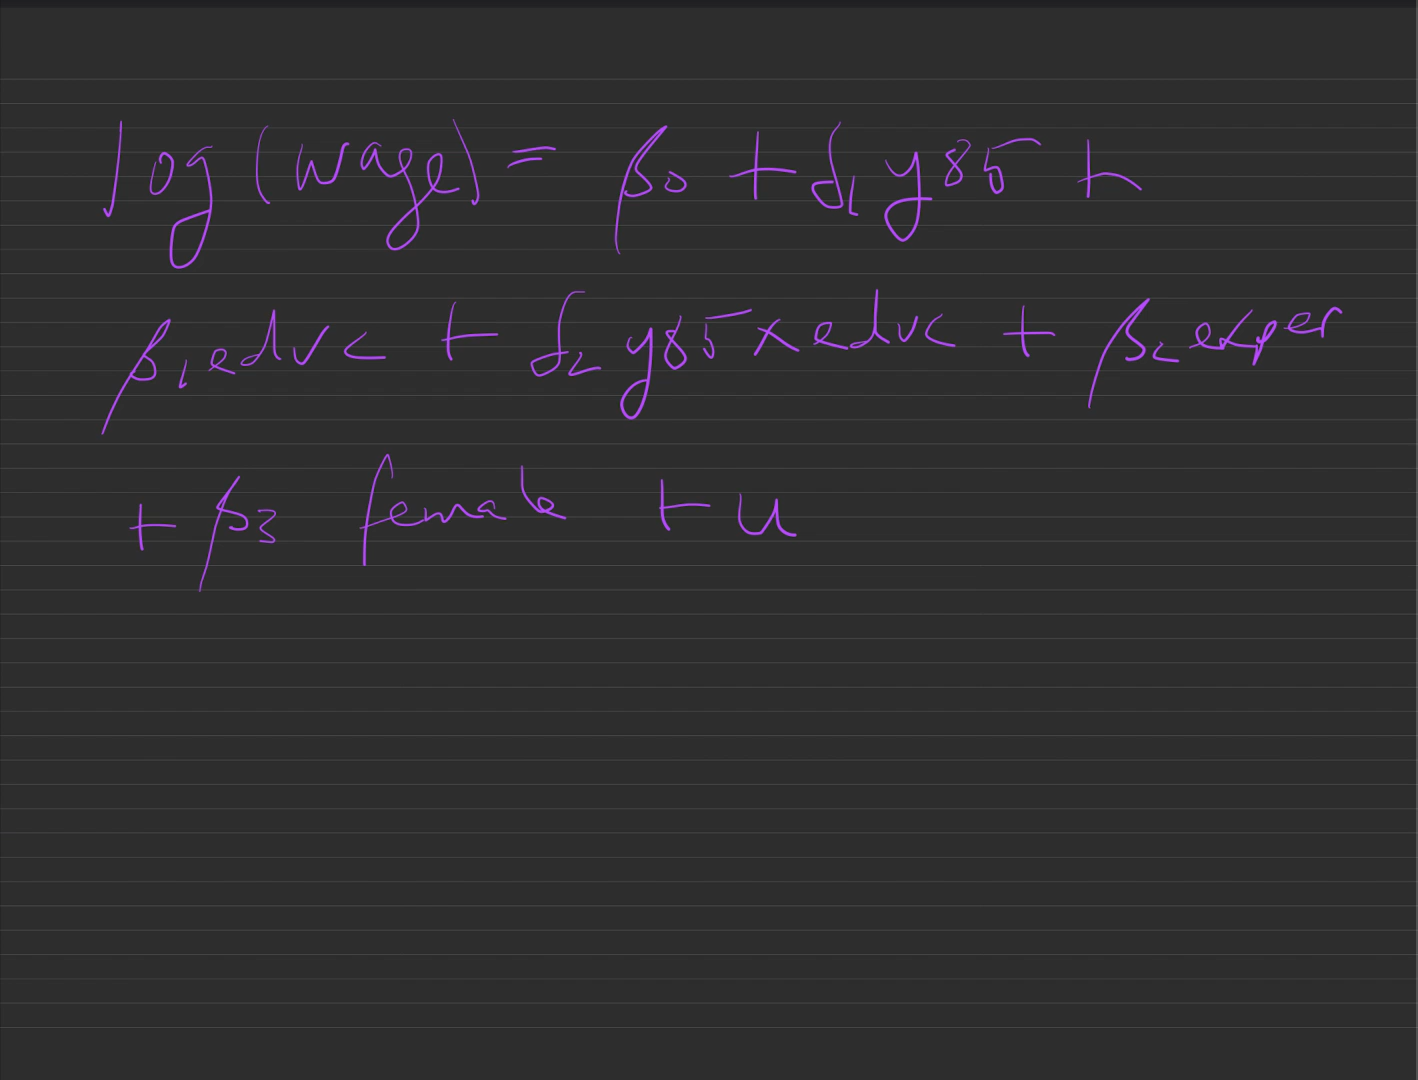 log(wage) = β₀ + δ₁ y85 +
β₁ educ + δ₂ y85 × educ + β₂ exper
+ β₃ female + u